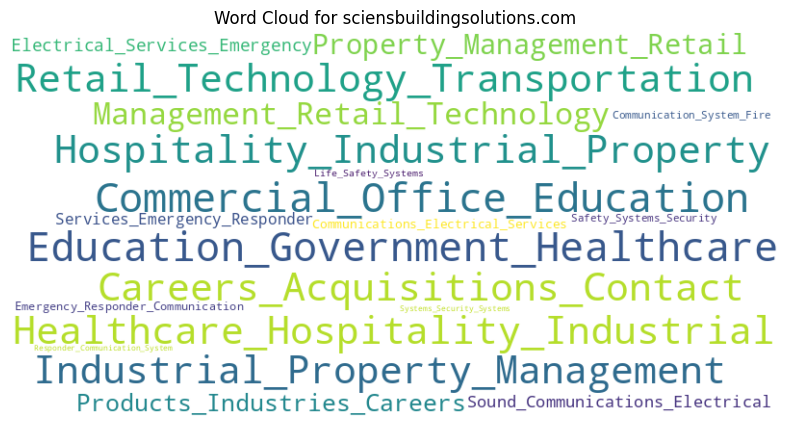 Word Cloud for sciensbuildingsolutions.com
Electrical_Services_Emergency
Property_Management_Retail
Retail_Technology_Transportation
Management_Retail_Technology
Communication_System_Fire
Hospitality_Industrial_Property
Life_Safety_Systems
Commercial_Office_Education
Services_Emergency_Responder
Communications_Electrical_Services
Safety_Systems_Security
Education_Government_Healthcare
Careers_Acquisitions_Contact
Emergency_Responder_Communication
Systems_Security_Systems
Healthcare_Hospitality_Industrial
Responder_Communication_System
Industrial_Property_Management
Products_Industries_Careers
Sound_Communications_Electrical